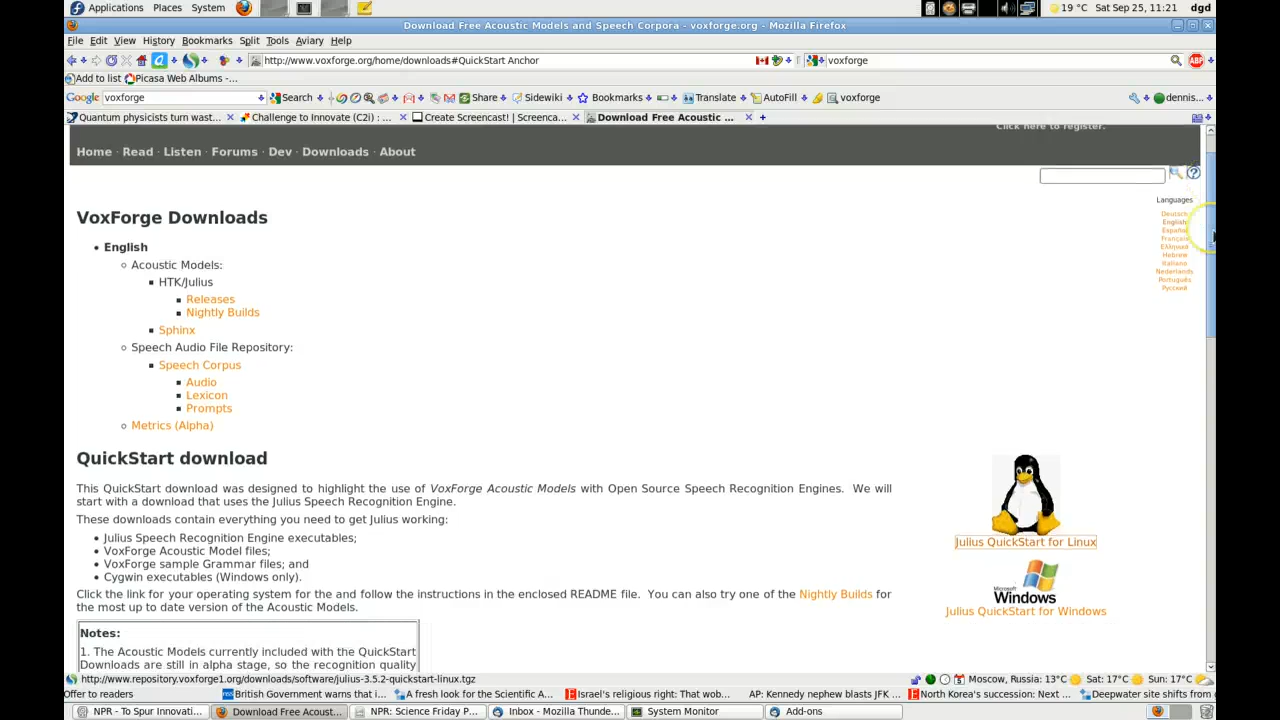 Applications Places System 19 °C Sat Sep 25, 11:21 dgd
Download Free Acoustic Models and Speech Corpora - voxforge.org - Mozilla Firefox
File Edit View History Bookmarks Split Tools Aviary Help
http://www.voxforge.org/home/downloads#QuickStart Anchor voxforge ABP
Add to list Picasa Web Albums -...
Google voxforge Search Share Sidewiki Bookmarks Translate AutoFill voxforge dennis...
Quantum physicists turn wast... Challenge to Innovate (C2i) : ... Create Screencast! | Screenca... Download Free Acoustic ...
Click here to register.
Home · Read · Listen · Forums · Dev · Downloads · About
Languages
Deutsch
English
Español
Français
Ελληνικά
Hebrew
Italiano
Nederlands
Português
Русский
VoxForge Downloads
English
Acoustic Models:
HTK/Julius
Releases
Nightly Builds
Sphinx
Speech Audio File Repository:
Speech Corpus
Audio
Lexicon
Prompts
Metrics (Alpha)
QuickStart download
This QuickStart download was designed to highlight the use of VoxForge Acoustic Models with Open Source Speech Recognition Engines. We will
start with a download that uses the Julius Speech Recognition Engine.
These downloads contain everything you need to get Julius working:
Julius Speech Recognition Engine executables;
VoxForge Acoustic Model files;
VoxForge sample Grammar files; and
Cygwin executables (Windows only).
Click the link for your operating system for the and follow the instructions in the enclosed README file. You can also try one of the Nightly Builds for
the most up to date version of the Acoustic Models.
Julius QuickStart for Linux
Microsoft
Windows
Julius QuickStart for Windows
Notes:
1. The Acoustic Models currently included with the QuickStart
Downloads are still in alpha stage, so the recognition quality
http://www.repository.voxforge1.org/downloads/software/julius-3.5.2-quickstart-linux.tgz Moscow, Russia: 13°C Sat: 17°C Sun: 17°C
Offer to readers British Government warns that i... A fresh look for the Scientific A... Israel's religious right: That wob... AP: Kennedy nephew blasts JFK ... North Korea's succession: Next ... Deepwater site shifts from
NPR - To Spur Innovati... Download Free Acoust... NPR: Science Friday P... Inbox - Mozilla Thunde... System Monitor Add-ons